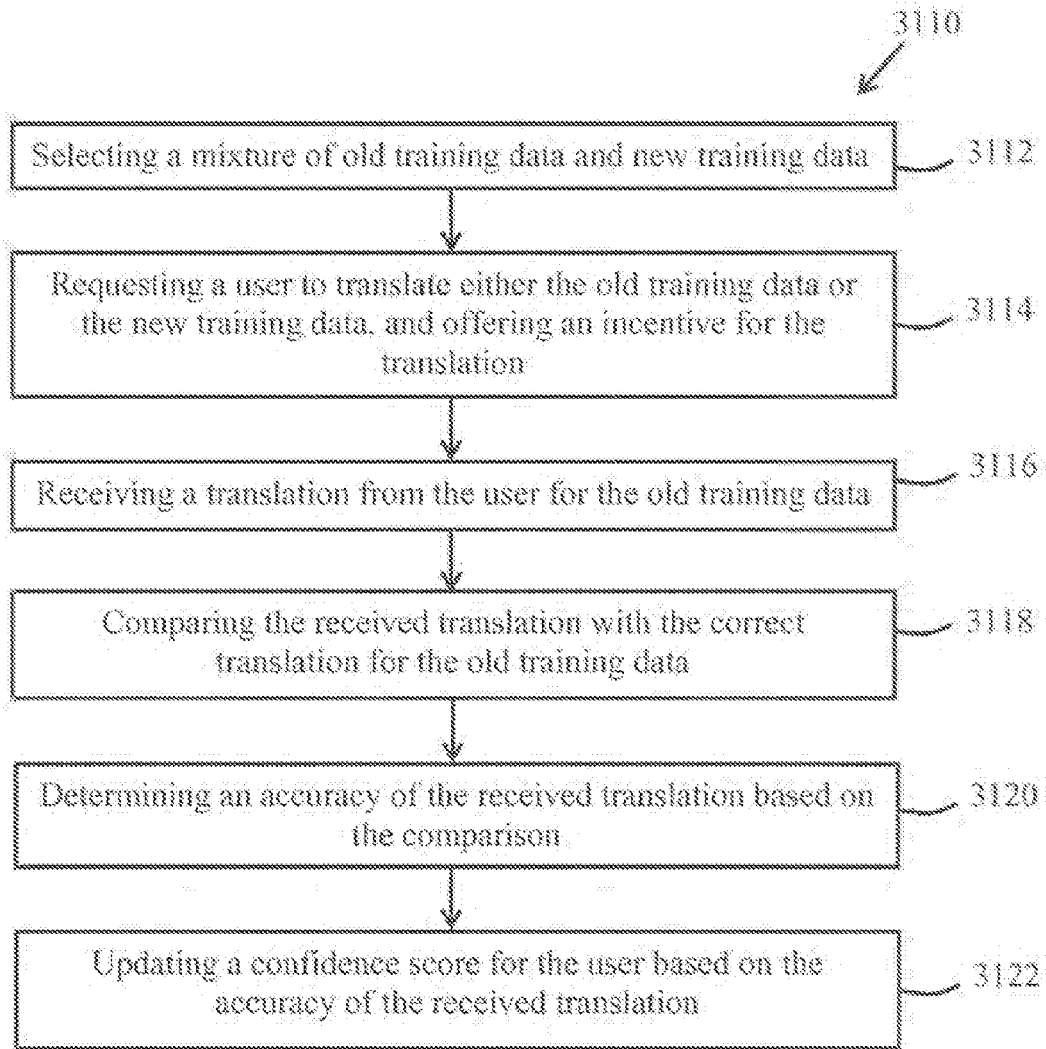 3110
Selecting a mixture of old training data and new training data
3112
Requesting a user to translate either the old training data or
the new training data, and offering an incentive for the
translation
3114
Receiving a translation from the user for the old training data
3116
Comparing the received translation with the correct
translation for the old training data
3118
Determining an accuracy of the received translation based on
the comparison
3120
Updating a confidence score for the user based on the
accuracy of the received translation
3122